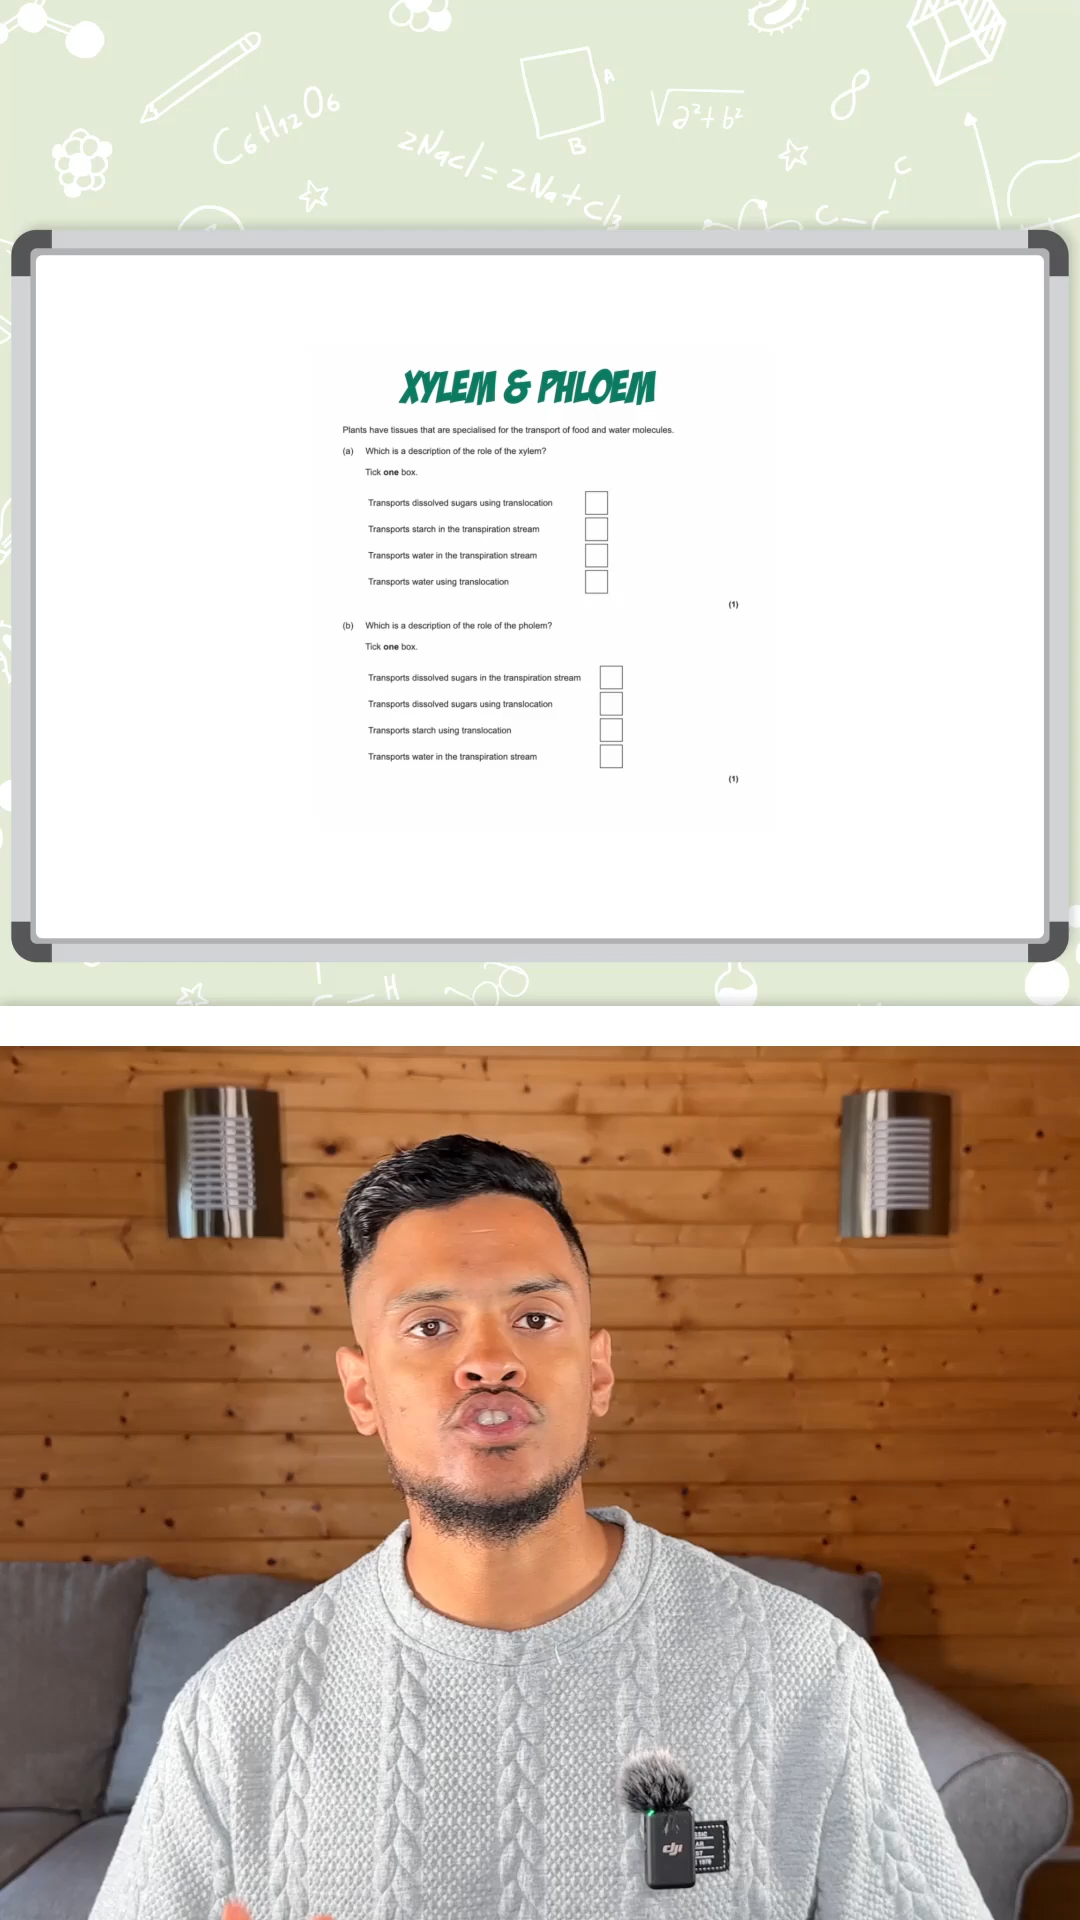 C6H12O6
A
B
√a²+b²
2Nacl = 2Na + cl3
8
C
C-C
XYLEM & PHLOEM
Plants have tissues that are specialised for the transport of food and water molecules.
(a) Which is a description of the role of the xylem?
Tick one box.
Transports dissolved sugars using translocation
Transports starch in the transpiration stream
Transports water in the transpiration stream
Transports water using translocation
(1)
(b) Which is a description of the role of the pholem?
Tick one box.
Transports dissolved sugars in the transpiration stream
Transports dissolved sugars using translocation
Transports starch using translocation
Transports water in the transpiration stream
(1)
C-H
dji